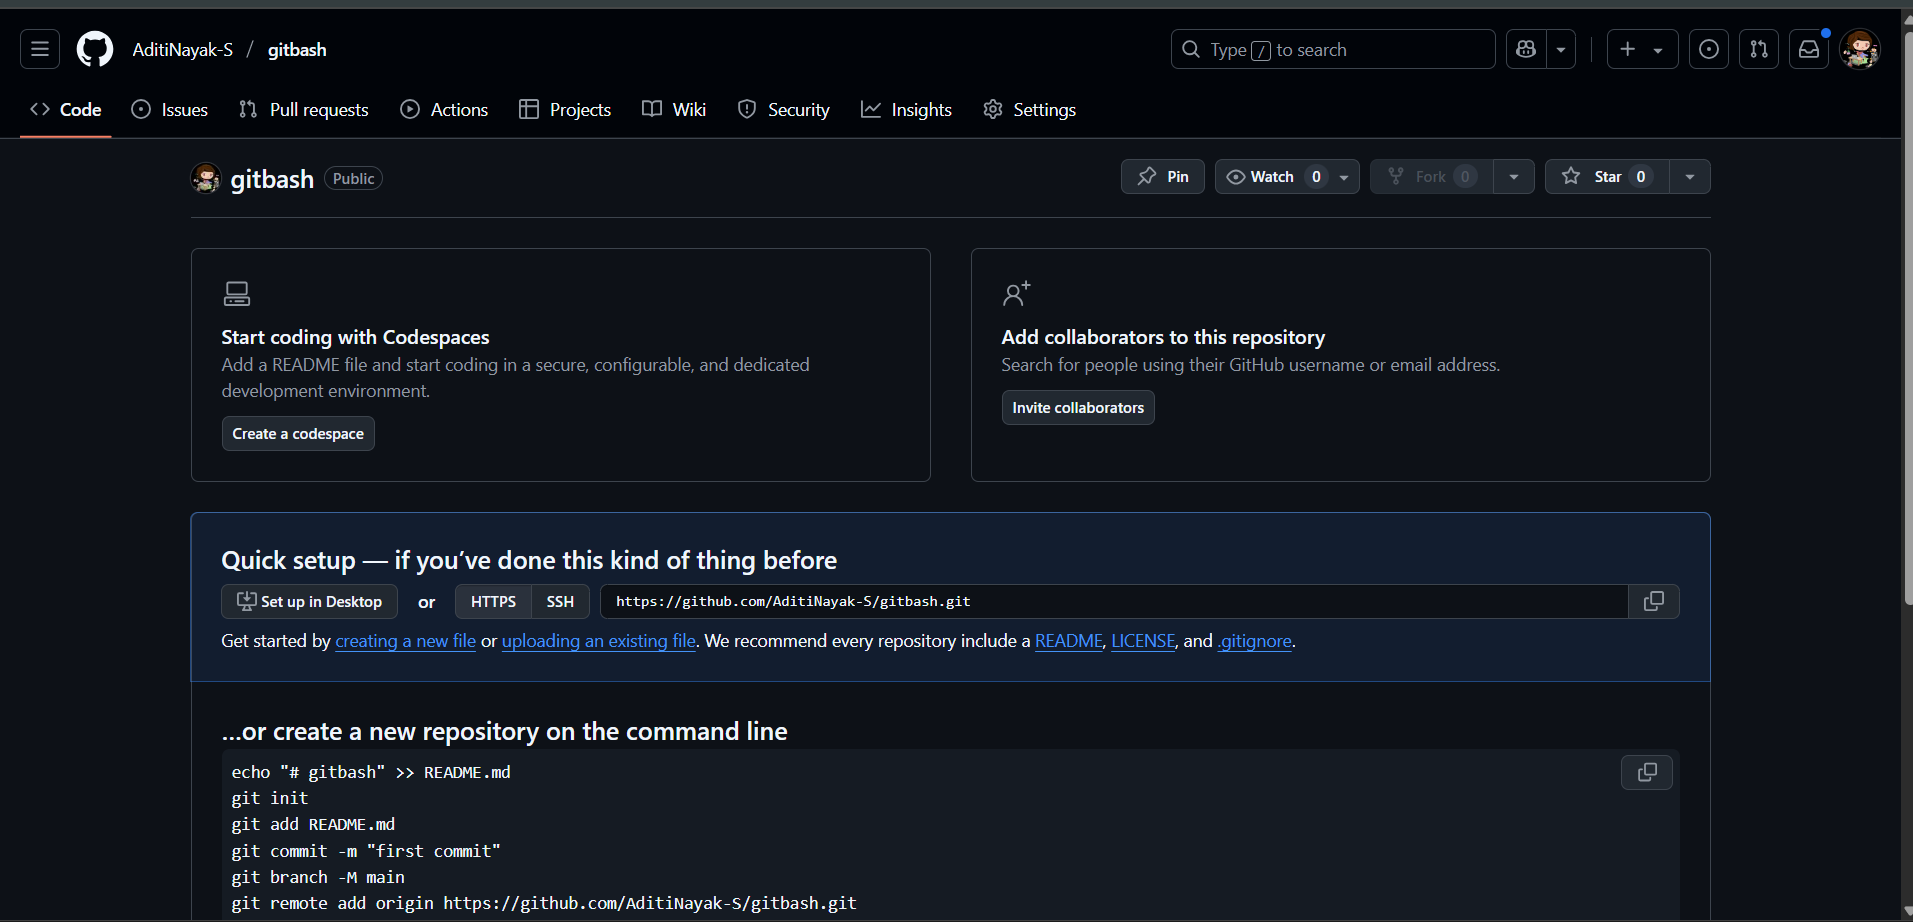 AditiNayak-S / gitbash
Type / to search
Code
Issues
Pull requests
Actions
Projects
Wiki
Security
Insights
Settings
gitbash Public
Pin
Watch 0
Fork 0
Star 0
Start coding with Codespaces
Add a README file and start coding in a secure, configurable, and dedicated
development environment.
Create a codespace
Add collaborators to this repository
Search for people using their GitHub username or email address.
Invite collaborators
Quick setup — if you’ve done this kind of thing before
Set up in Desktop or HTTPS SSH https://github.com/AditiNayak-S/gitbash.git
Get started by creating a new file or uploading an existing file. We recommend every repository include a README, LICENSE, and .gitignore.
…or create a new repository on the command line
echo "# gitbash" >> README.md
git init
git add README.md
git commit -m "first commit"
git branch -M main
git remote add origin https://github.com/AditiNayak-S/gitbash.git